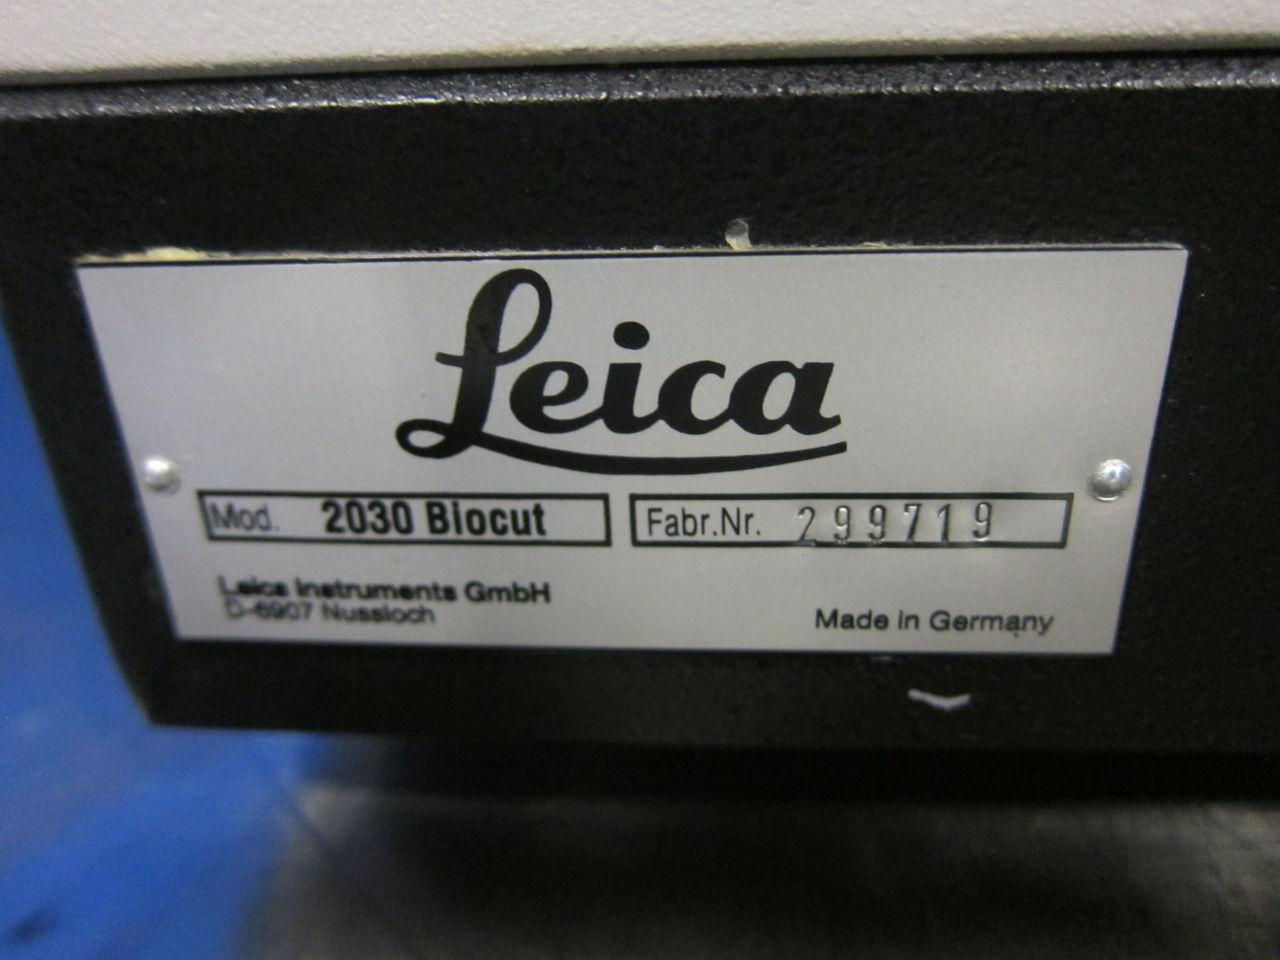 Leica
Mod. 2030 Biocut Fabr.Nr. 299719
Leica Instruments GmbH
D-6907 Nussloch
Made in Germany